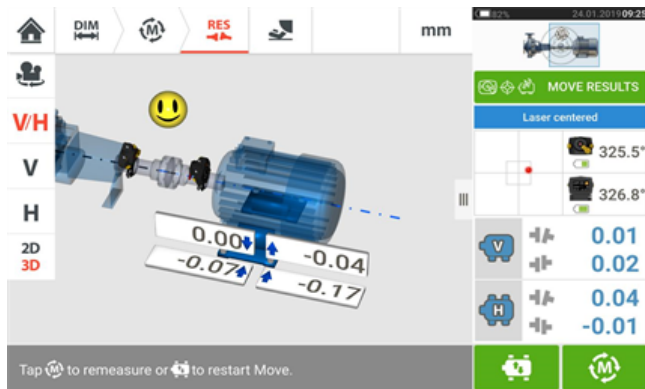 DIM
M
RES
mm
82%
24.01.2019 09:25
MOVE RESULTS
Laser centered
V/H
V
H
2D
3D
325.5°
326.8°
0.00
-0.04
-0.07
-0.17
V
0.01
0.02
H
0.04
-0.01
Tap M to remeasure or to restart Move.
M